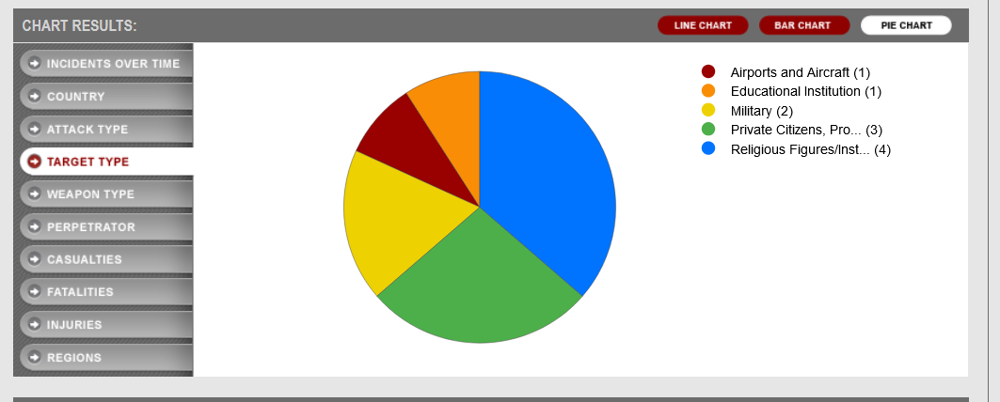 CHART RESULTS:
LINE CHART
BAR CHART
PIE CHART
INCIDENTS OVER TIME
COUNTRY
ATTACK TYPE
TARGET TYPE
WEAPON TYPE
PERPETRATOR
CASUALTIES
FATALITIES
INJURIES
REGIONS
Airports and Aircraft (1)
Educational Institution (1)
Military (2)
Private Citizens, Pro... (3)
Religious Figures/Inst... (4)